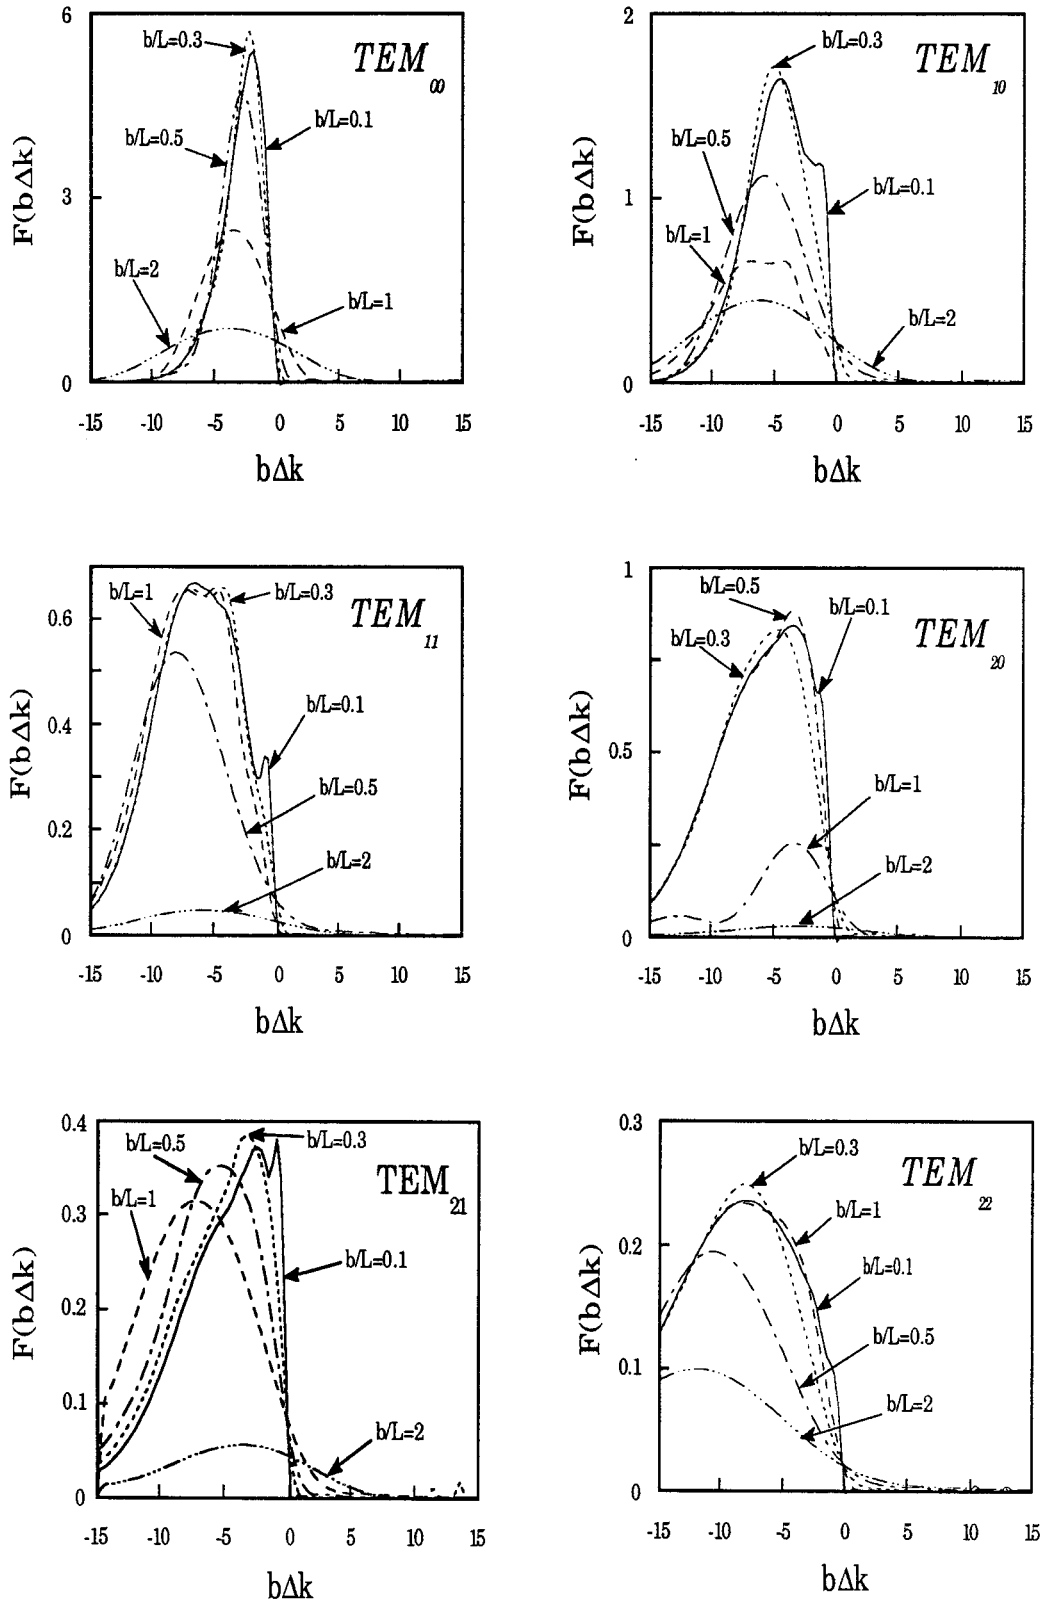 6
3
0
F(bΔk)
b/L=0.3
TEM00
b/L=0.1
b/L=0.5
b/L=2
b/L=1
-15 -10 -5 0 5 10 15
bΔk
2
1
0
F(bΔk)
b/L=0.3
TEM10
b/L=0.5
b/L=0.1
b/L=1
b/L=2
-15 -10 -5 0 5 10 15
bΔk
0.6
0.4
0.2
0
F(bΔk)
b/L=1
b/L=0.3
TEM11
b/L=0.1
b/L=0.5
b/L=2
-15 -10 -5 0 5 10 15
bΔk
1
0.5
0
F(bΔk)
b/L=0.5
b/L=0.1
b/L=0.3
TEM20
b/L=1
b/L=2
-15 -10 -5 0 5 10 15
bΔk
0.4
0.3
0.2
0.1
0
F(bΔk)
b/L=0.5
b/L=0.3
b/L=1
TEM21
b/L=0.1
b/L=2
-15 -10 -5 0 5 10 15
bΔk
0.3
0.2
0.1
0
F(bΔk)
b/L=0.3
TEM22
b/L=1
b/L=0.1
b/L=0.5
b/L=2
-15 -10 -5 0 5 10 15
bΔk